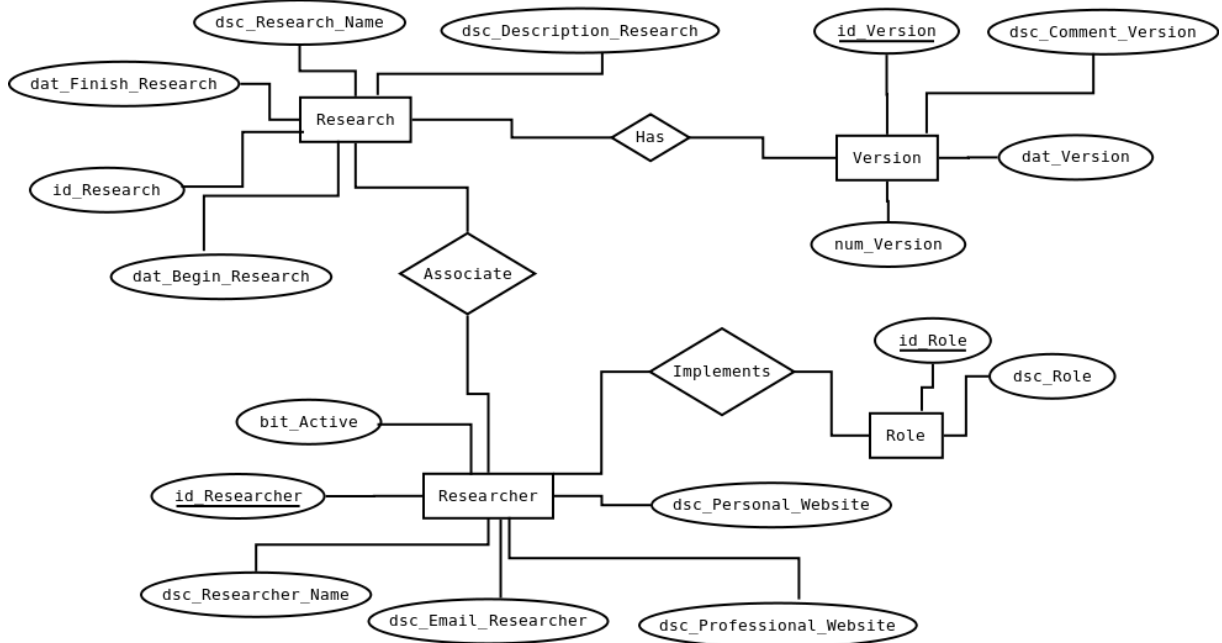 dsc_Research_Name
dsc_Description_Research
id_Version
dsc_Comment_Version
dat_Finish_Research
Research
Has
Version
dat_Version
id_Research
num_Version
dat_Begin_Research
Associate
id_Role
Implements
dsc_Role
bit_Active
Role
id_Researcher
Researcher
dsc_Personal_Website
dsc_Researcher_Name
dsc_Email_Researcher
dsc_Professional_Website